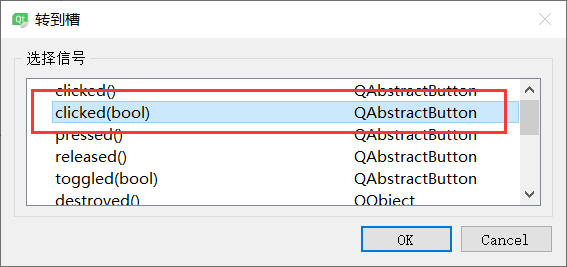 Qt 转到槽
选择信号
clicked() QAbstractButton
clicked(bool) QAbstractButton
pressed() QAbstractButton
released() QAbstractButton
toggled(bool) QAbstractButton
destroyed() QObject
OK Cancel